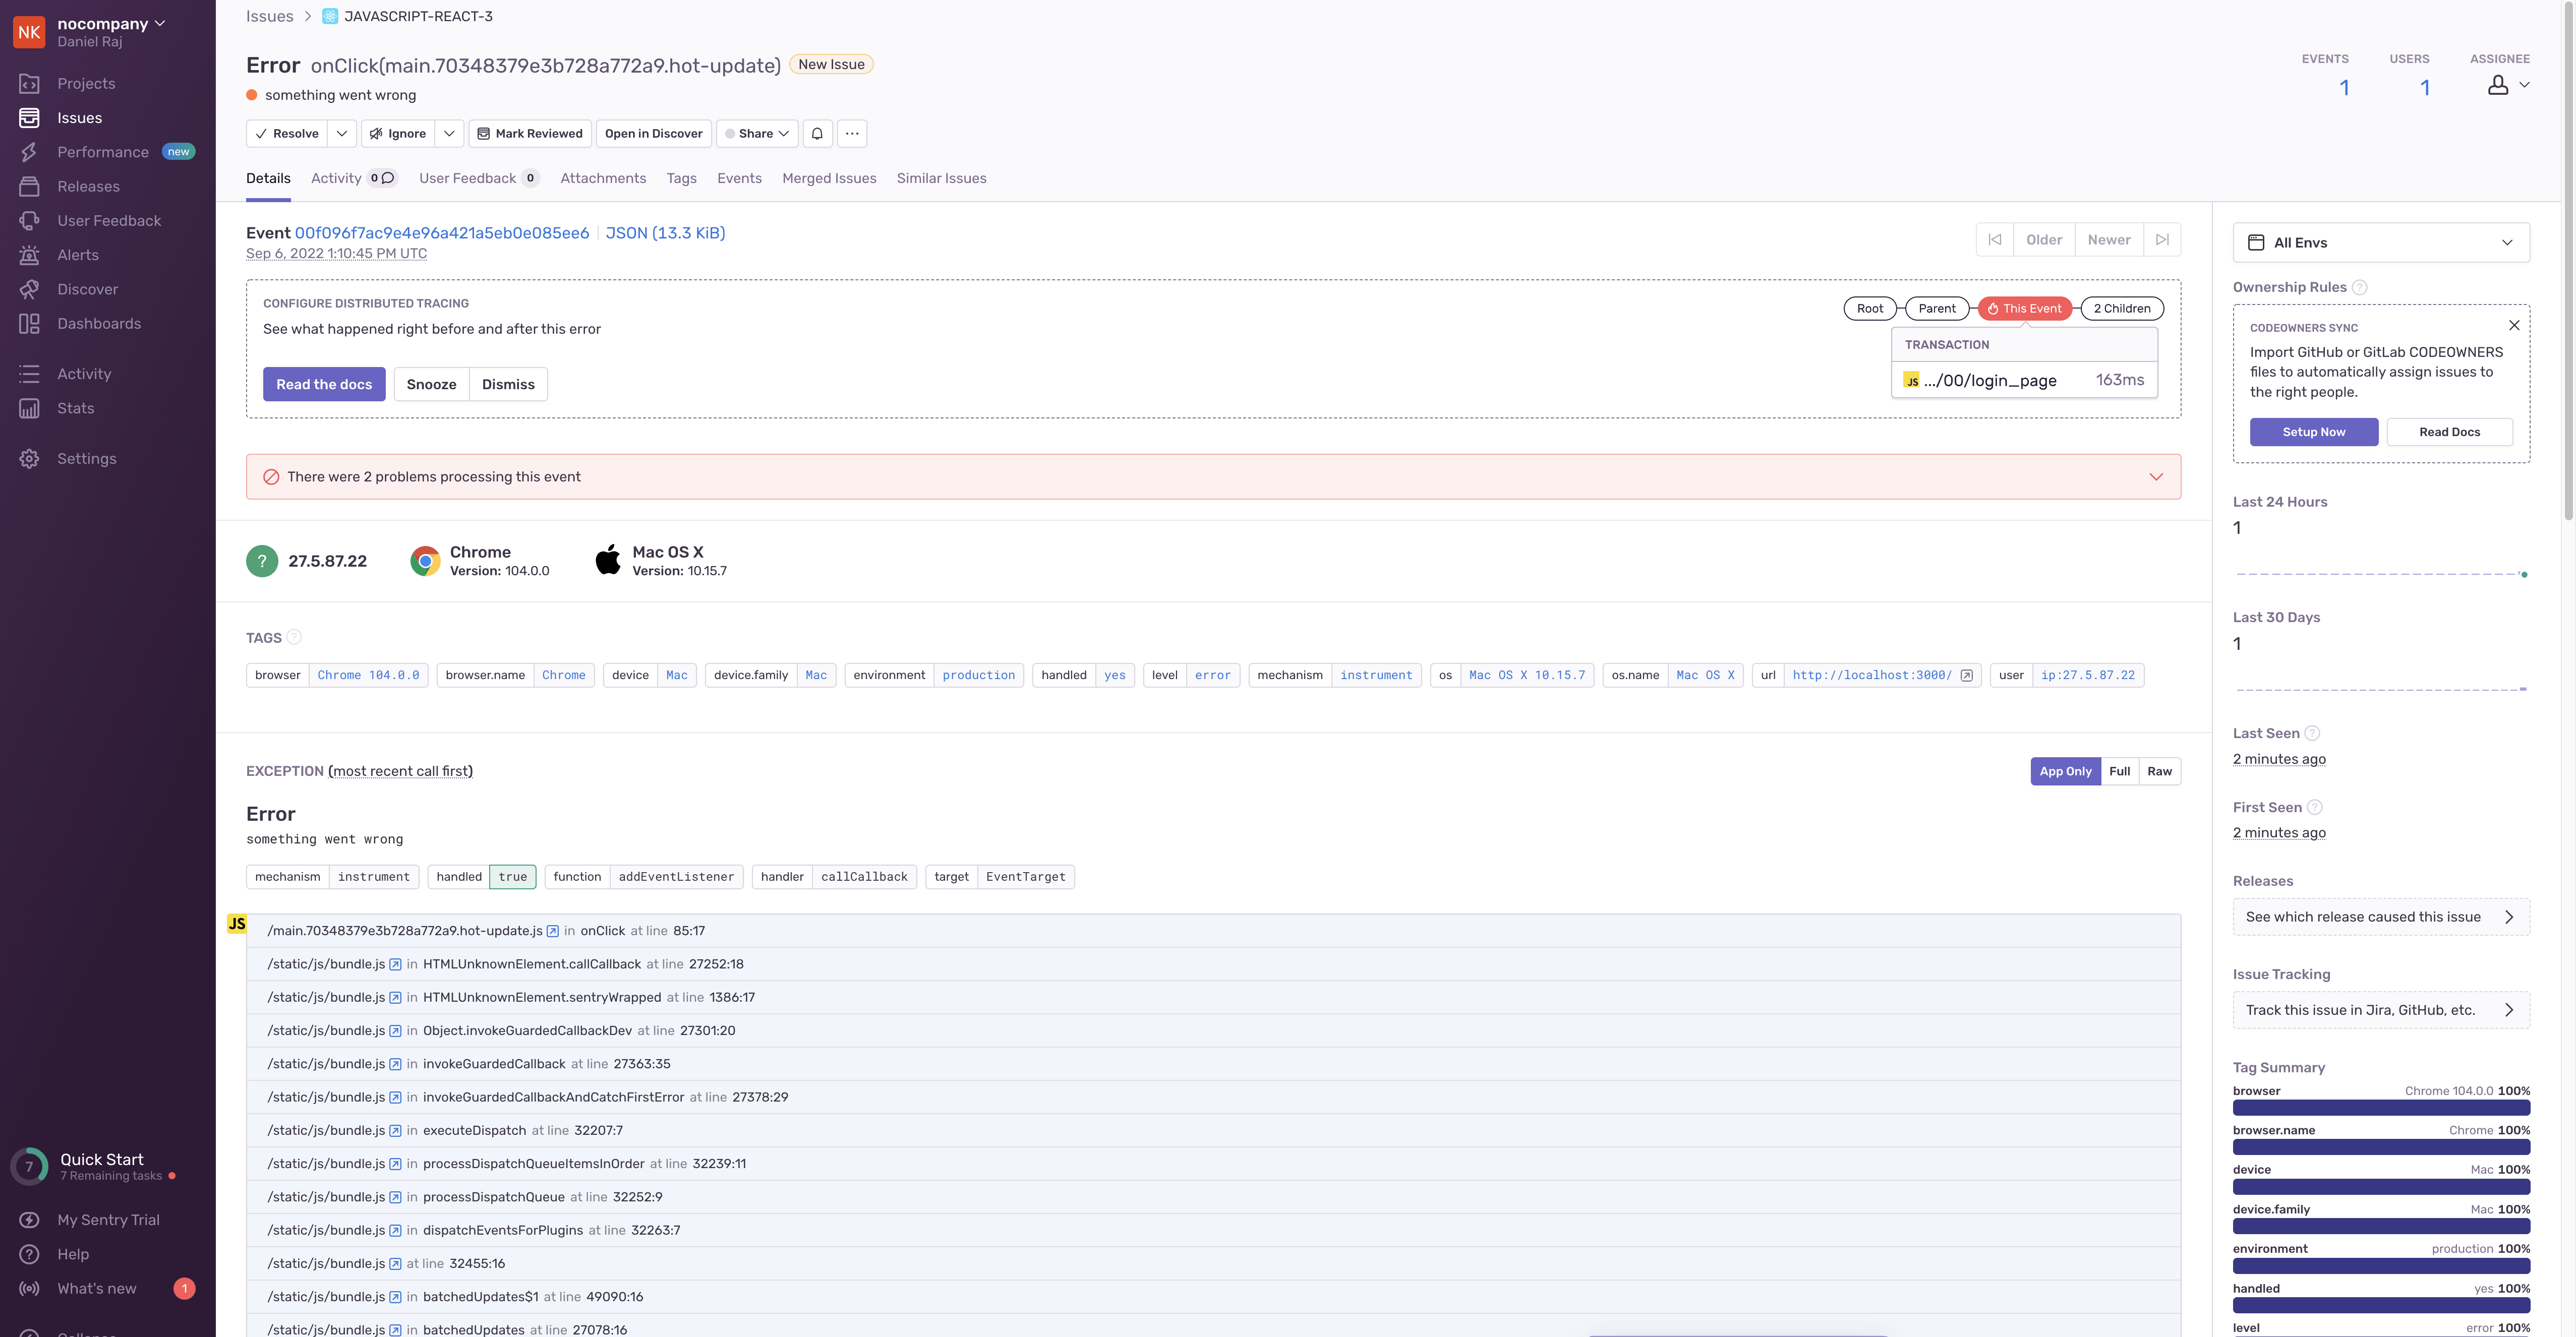 NK
nocompany
Daniel Raj
Projects
Issues
Performance new
Releases
User Feedback
Alerts
Discover
Dashboards
Activity
Stats
Settings
7
Quick Start
7 Remaining tasks
My Sentry Trial
Help
What's new 1
Issues > JAVASCRIPT-REACT-3
Error onClick(main.70348379e3b728a772a9.hot-update) New Issue
something went wrong
EVENTS USERS ASSIGNEE
1 1
Resolve Ignore Mark Reviewed Open in Discover Share ...
Details Activity 0 User Feedback 0 Attachments Tags Events Merged Issues Similar Issues
Event 00f096f7ac9e4e96a421a5eb0e085ee6 | JSON (13.3 KiB)
Sep 6, 2022 1:10:45 PM UTC
Older Newer
CONFIGURE DISTRIBUTED TRACING
See what happened right before and after this error
Read the docs Snooze Dismiss
Root Parent This Event 2 Children
TRANSACTION
JS .../00/login_page 163ms
There were 2 problems processing this event
? 27.5.87.22
Chrome
Version: 104.0.0
Mac OS X
Version: 10.15.7
TAGS ?
browser Chrome 104.0.0 browser.name Chrome device Mac device.family Mac environment production handled yes level error mechanism instrument os Mac OS X 10.15.7 os.name Mac OS X url http://localhost:3000/ user ip:27.5.87.22
EXCEPTION (most recent call first)
App Only Full Raw
Error
something went wrong
mechanism instrument handled true function addEventListener handler callCallback target EventTarget
JS
/main.70348379e3b728a772a9.hot-update.js in onClick at line 85:17
/static/js/bundle.js in HTMLUnknownElement.callCallback at line 27252:18
/static/js/bundle.js in HTMLUnknownElement.sentryWrapped at line 1386:17
/static/js/bundle.js in Object.invokeGuardedCallbackDev at line 27301:20
/static/js/bundle.js in invokeGuardedCallback at line 27363:35
/static/js/bundle.js in invokeGuardedCallbackAndCatchFirstError at line 27378:29
/static/js/bundle.js in executeDispatch at line 32207:7
/static/js/bundle.js in processDispatchQueueItemsInOrder at line 32239:11
/static/js/bundle.js in processDispatchQueue at line 32252:9
/static/js/bundle.js in dispatchEventsForPlugins at line 32263:7
/static/js/bundle.js at line 32455:16
/static/js/bundle.js in batchedUpdates$1 at line 49090:16
/static/js/bundle.js in batchedUpdates at line 27078:16
All Envs
Ownership Rules ?
CODEOWNERS SYNC
Import GitHub or GitLab CODEOWNERS
files to automatically assign issues to
the right people.
Setup Now Read Docs
Last 24 Hours
1
Last 30 Days
1
Last Seen ?
2 minutes ago
First Seen ?
2 minutes ago
Releases
See which release caused this issue
Issue Tracking
Track this issue in Jira, GitHub, etc.
Tag Summary
browser Chrome 104.0.0 100%
browser.name Chrome 100%
device Mac 100%
device.family Mac 100%
environment production 100%
handled yes 100%
level error 100%